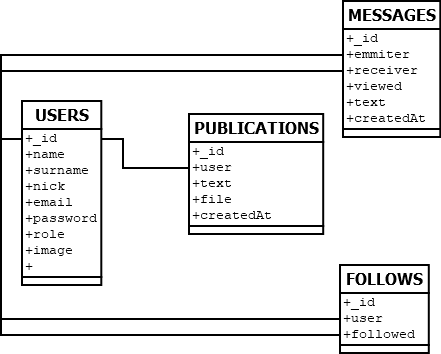 MESSAGES
+_id
+emmiter
+receiver
+viewed
+text
+createdAt
USERS
+_id
+name
+surname
+nick
+email
+password
+role
+image
+
PUBLICATIONS
+_id
+user
+text
+file
+createdAt
FOLLOWS
+_id
+user
+followed